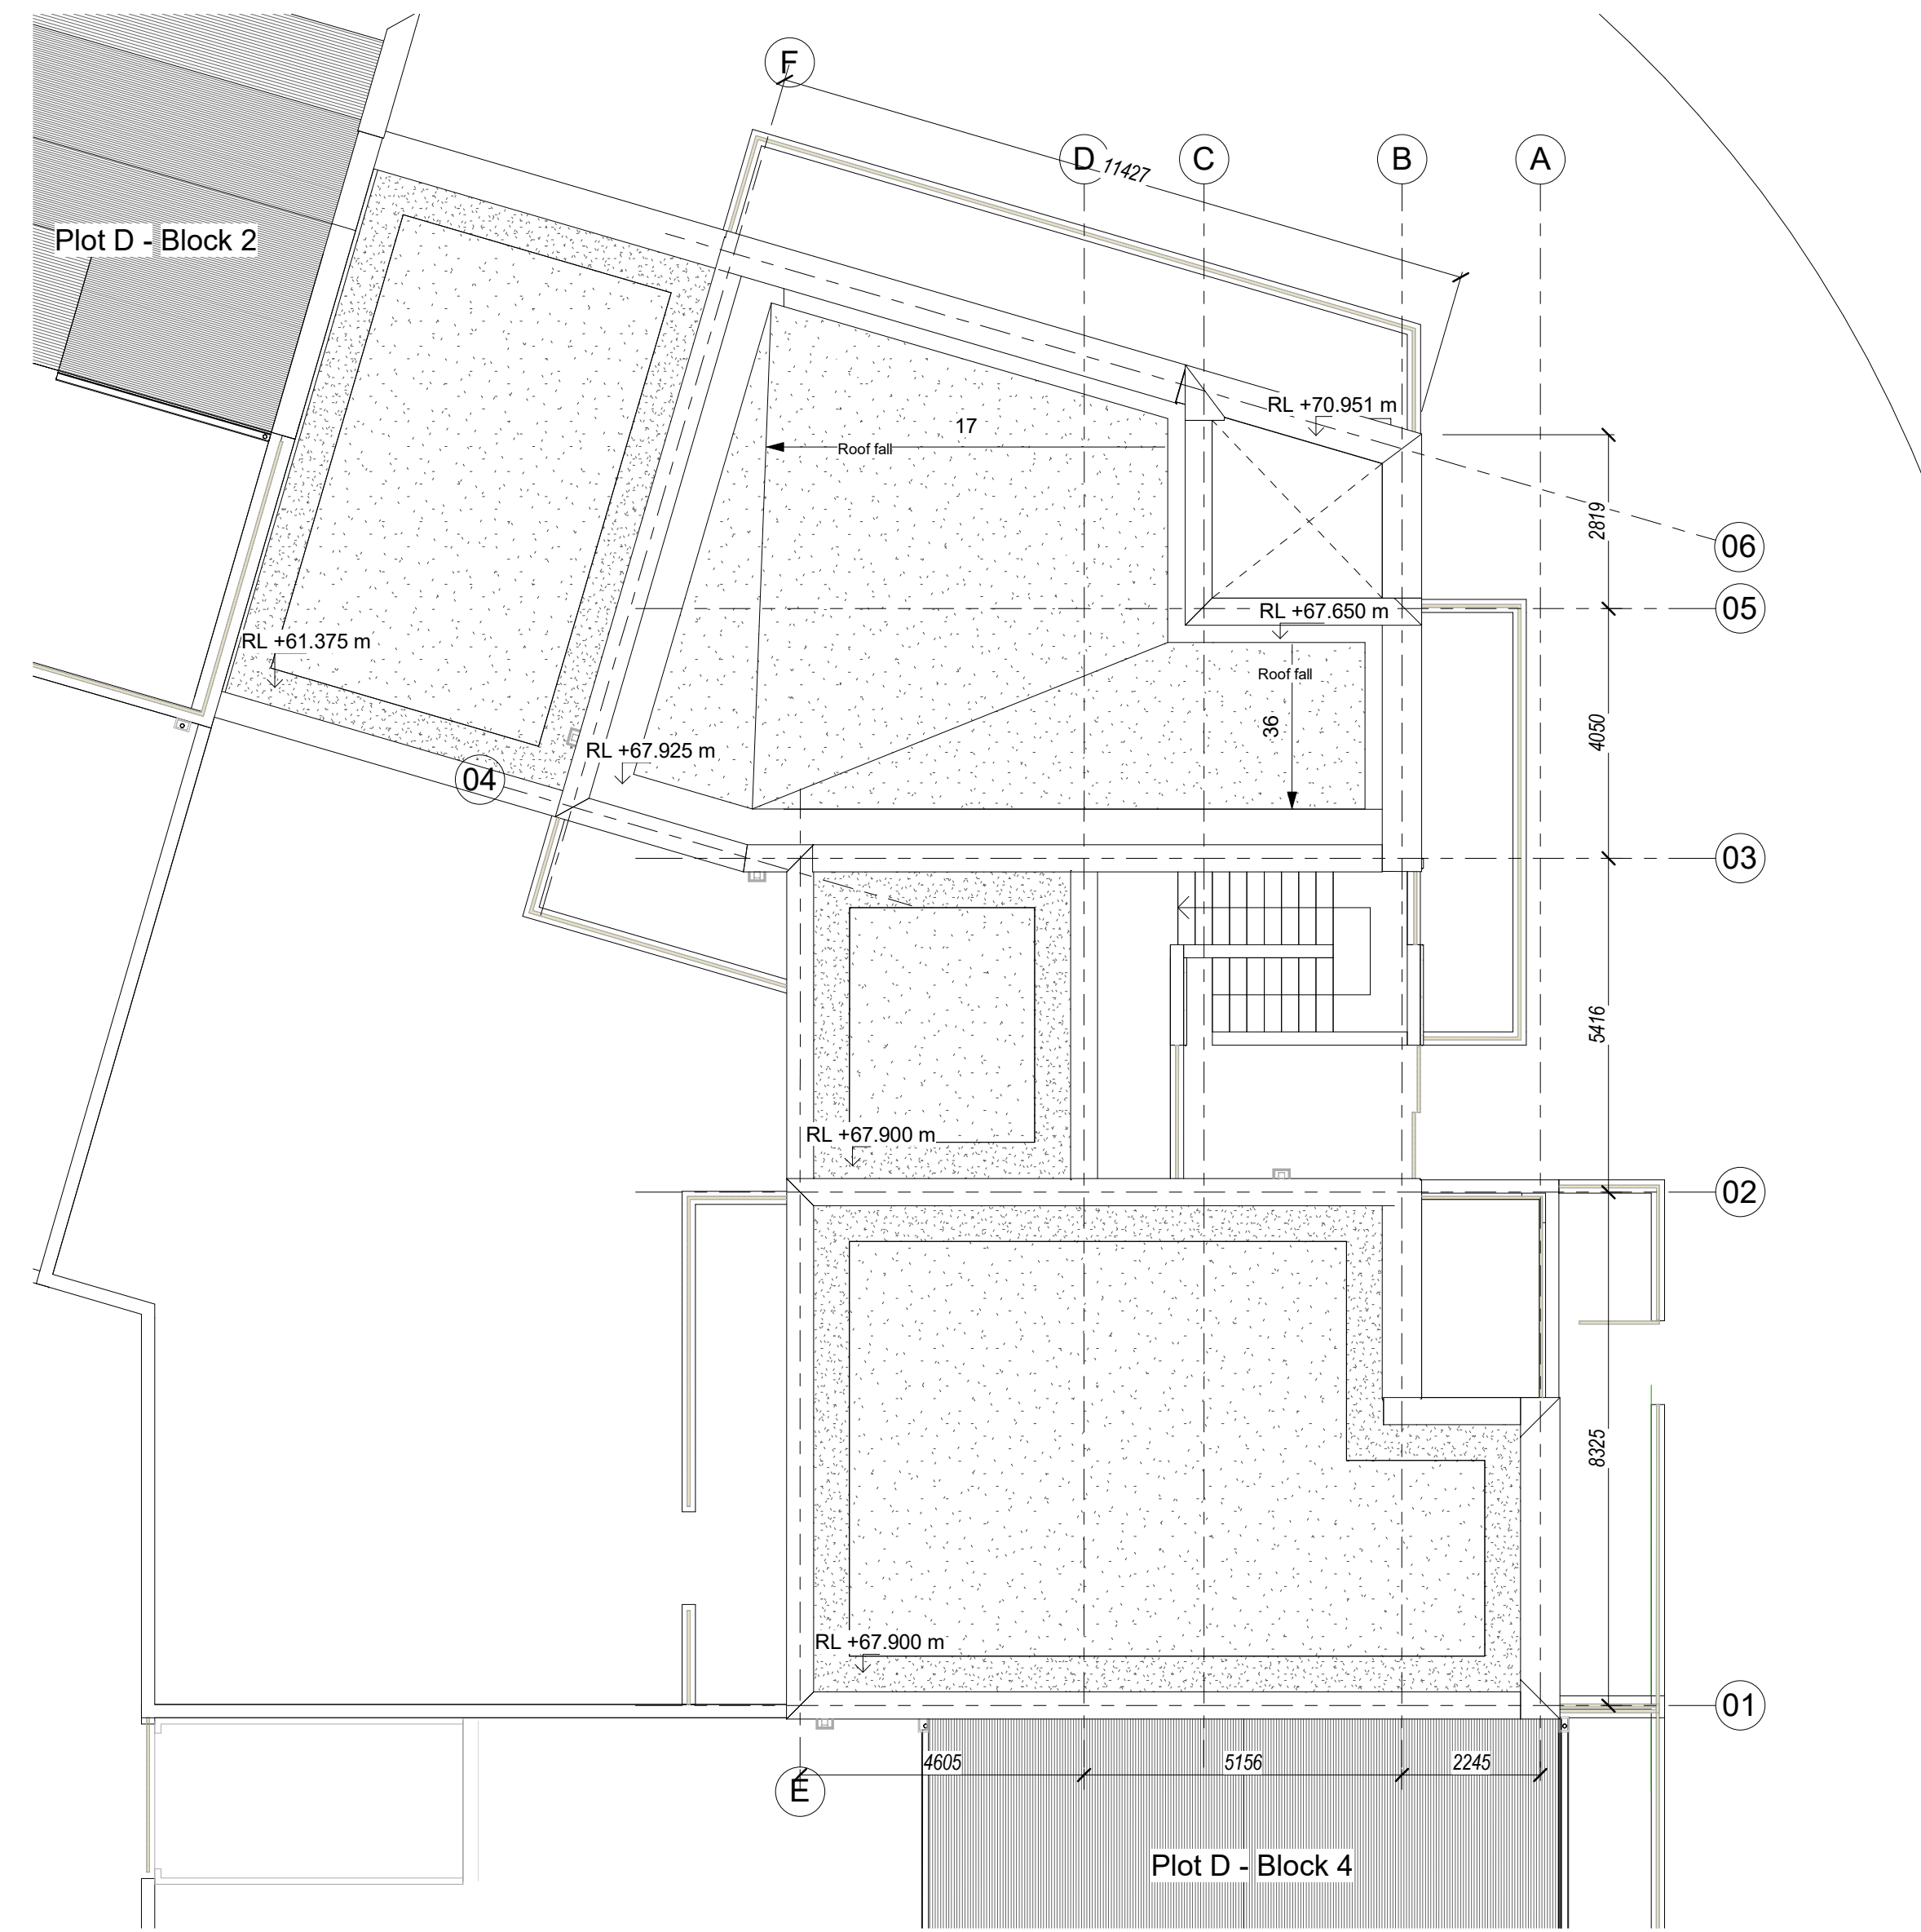 F
D
11427
C
B
A
Plot D - Block 2
RL +70.951 m
17
Roof fall
2819
06
05
RL +67.650 m
RL +61.375 m
Roof fall
36
4050
RL +67.925 m
04
03
5416
RL +67.900 m
02
8325
RL +67.900 m
01
4605
5156
2245
E
Plot D - Block 4